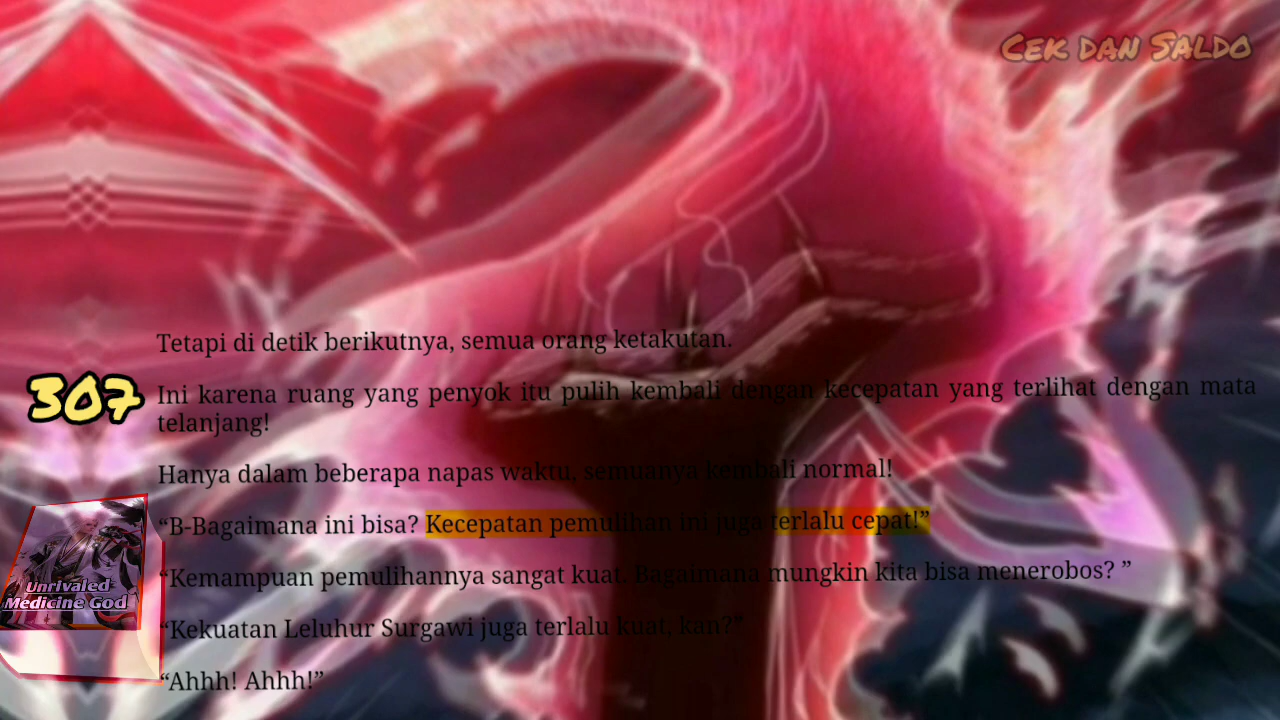 Cek dan Saldo
Tetapi di detik berikutnya, semua orang ketakutan.
307
Ini karena ruang yang penyok itu pulih kembali dengan kecepatan yang terlihat dengan mata
telanjang!
Hanya dalam beberapa napas waktu, semuanya kembali normal!
“B-Bagaimana ini bisa? Kecepatan pemulihan ini juga terlalu cepat!”
“Kemampuan pemulihannya sangat kuat. Bagaimana mungkin kita bisa menerobos? ”
Unrivaled
Medicine God
“Kekuatan Leluhur Surgawi juga terlalu kuat, kan?”
“Ahhh! Ahhh!”